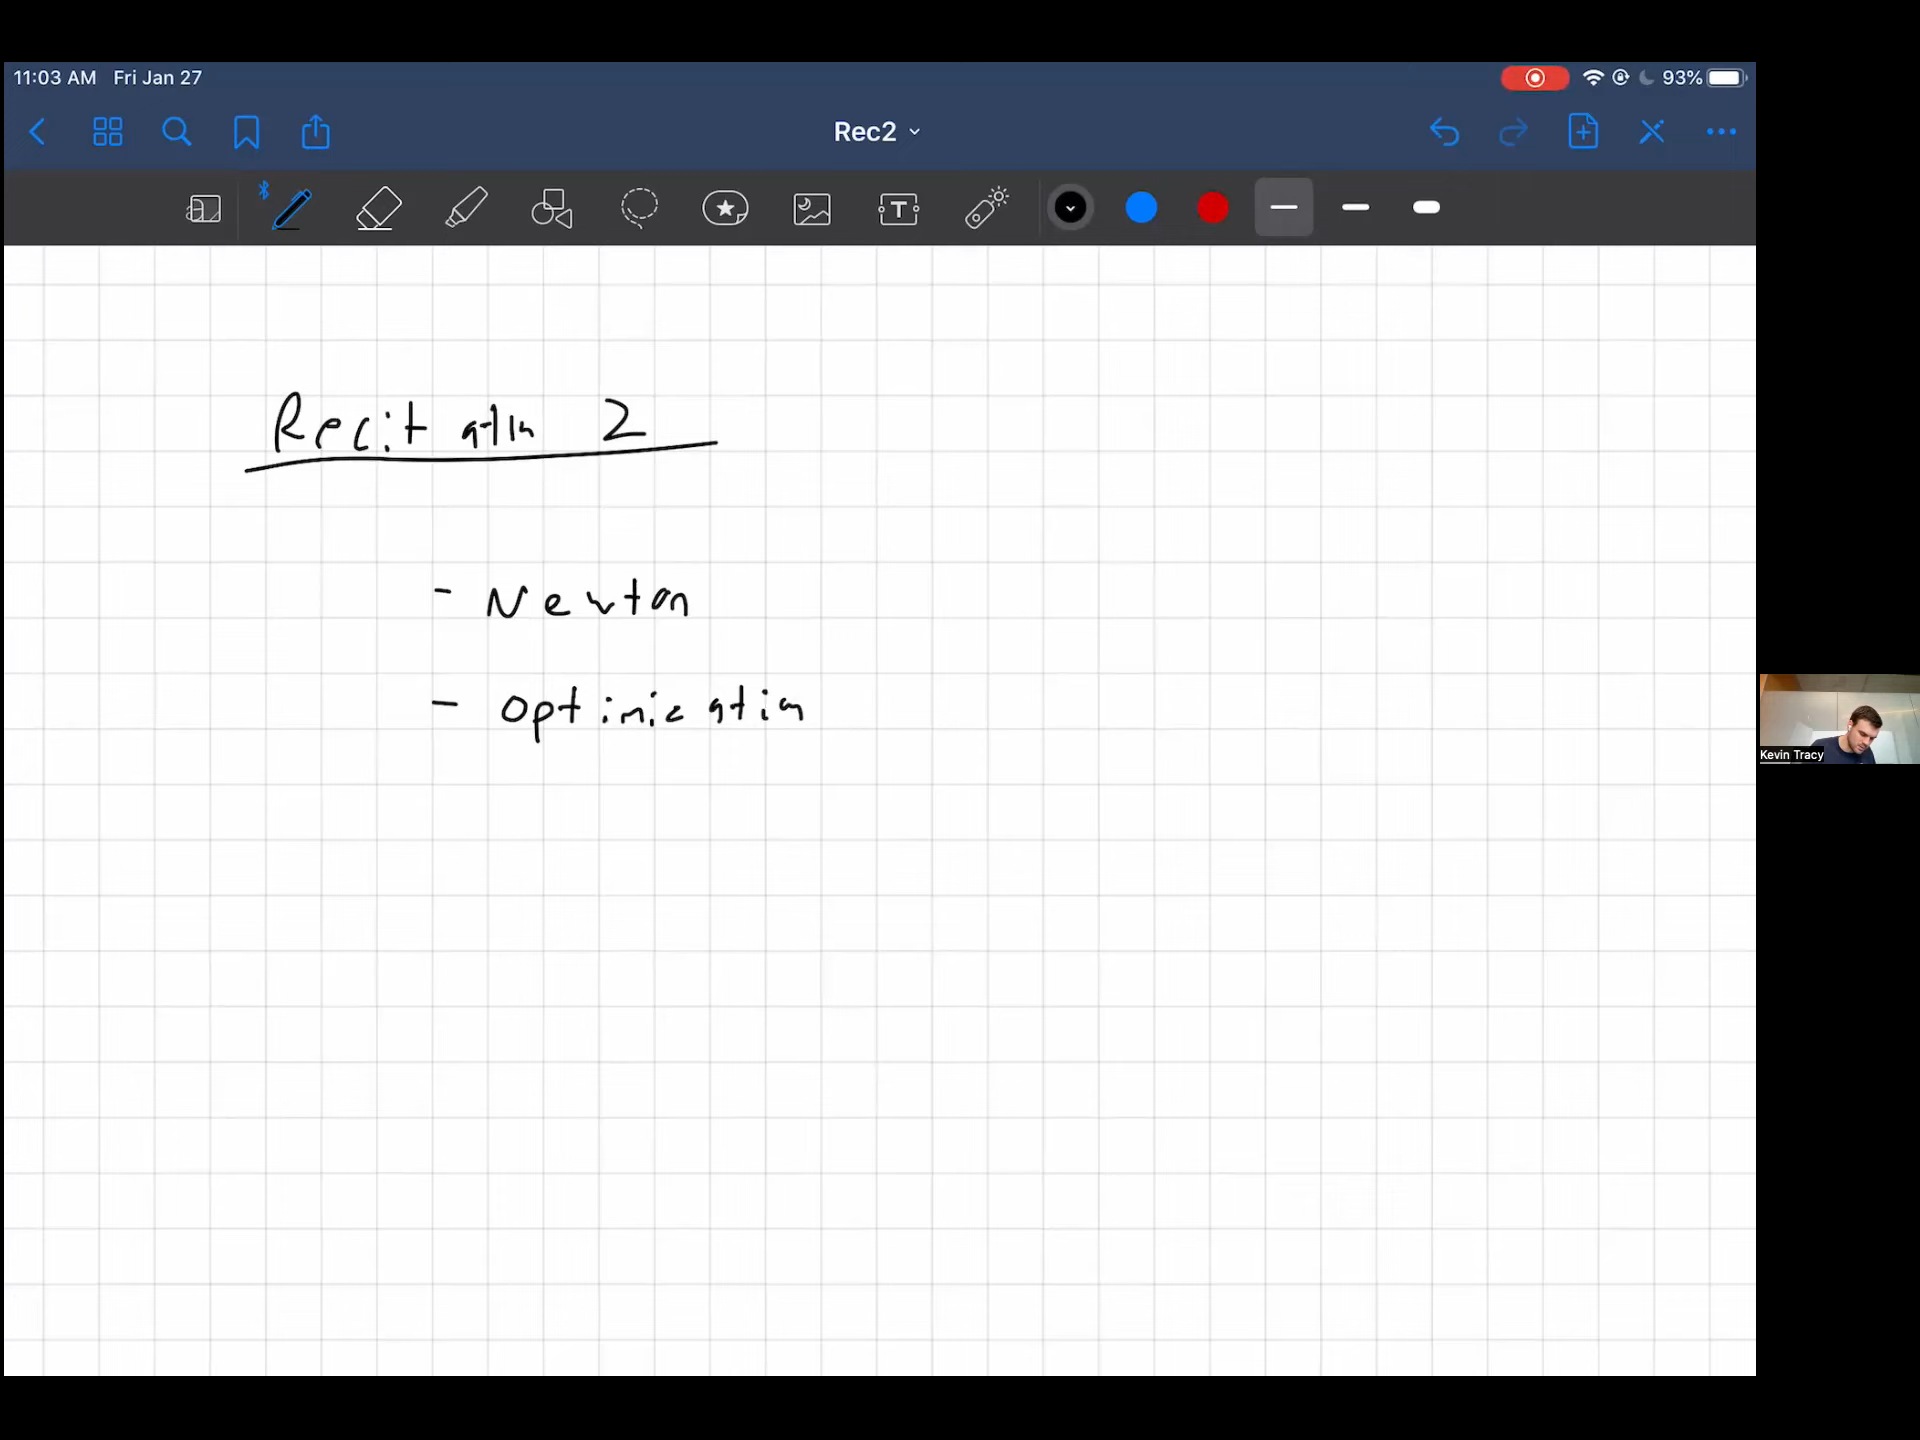 11:03 AM Fri Jan 27
93%
Rec2
T
Recitation 2
- Newton
- Optimization
Kevin Tracy